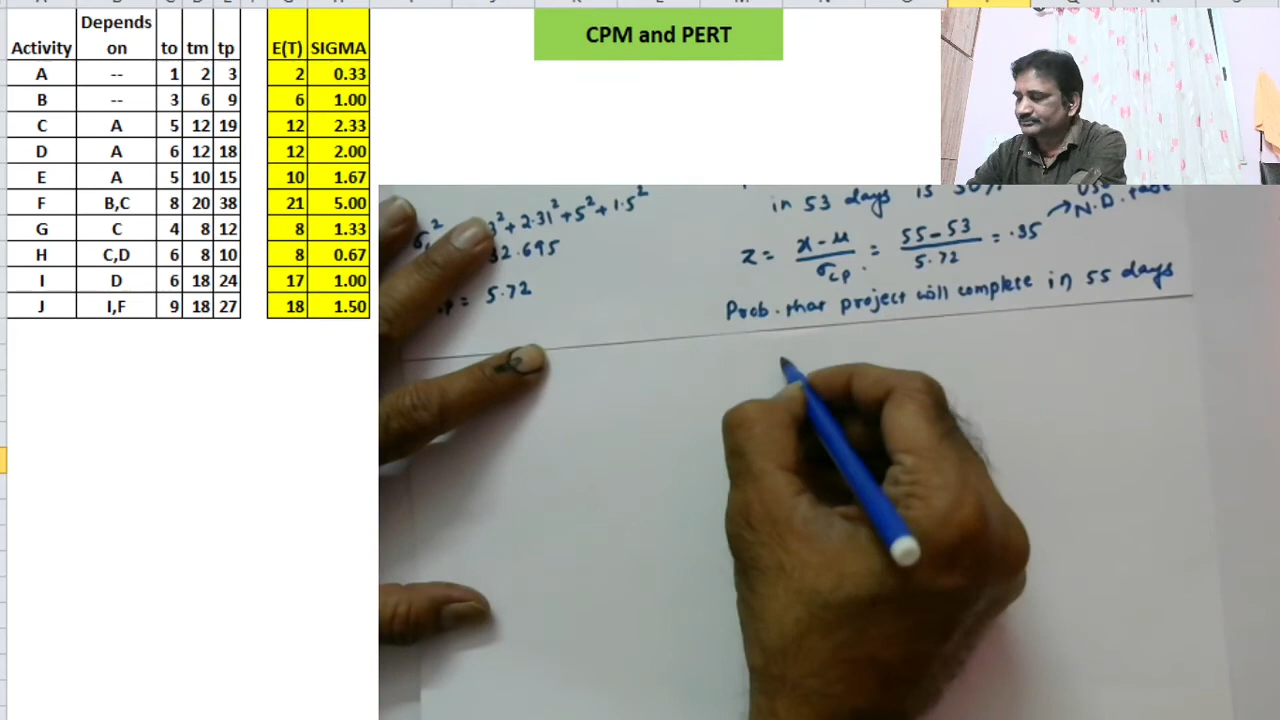 CPM and PERT
Activity Depends on to tm tp E(T) SIGMA
A -- 1 2 3 2 0.33
B -- 3 6 9 6 1.00
C A 5 12 19 12 2.33
D A 6 12 18 12 2.00
E A 5 10 15 10 1.67
F B,C 8 20 38 21 5.00
G C 4 8 12 8 1.33
H C,D 6 8 10 8 0.67
I D 6 18 24 17 1.00
J I,F 9 18 27 18 1.50
3² + 2.31² + 5² + 1.5²
32.695
= 5.72
in 53 days is
N.D. table
z = x - μ / σcp = 55 - 53 / 5.72 = .35
Prob. that project will complete in 55 days